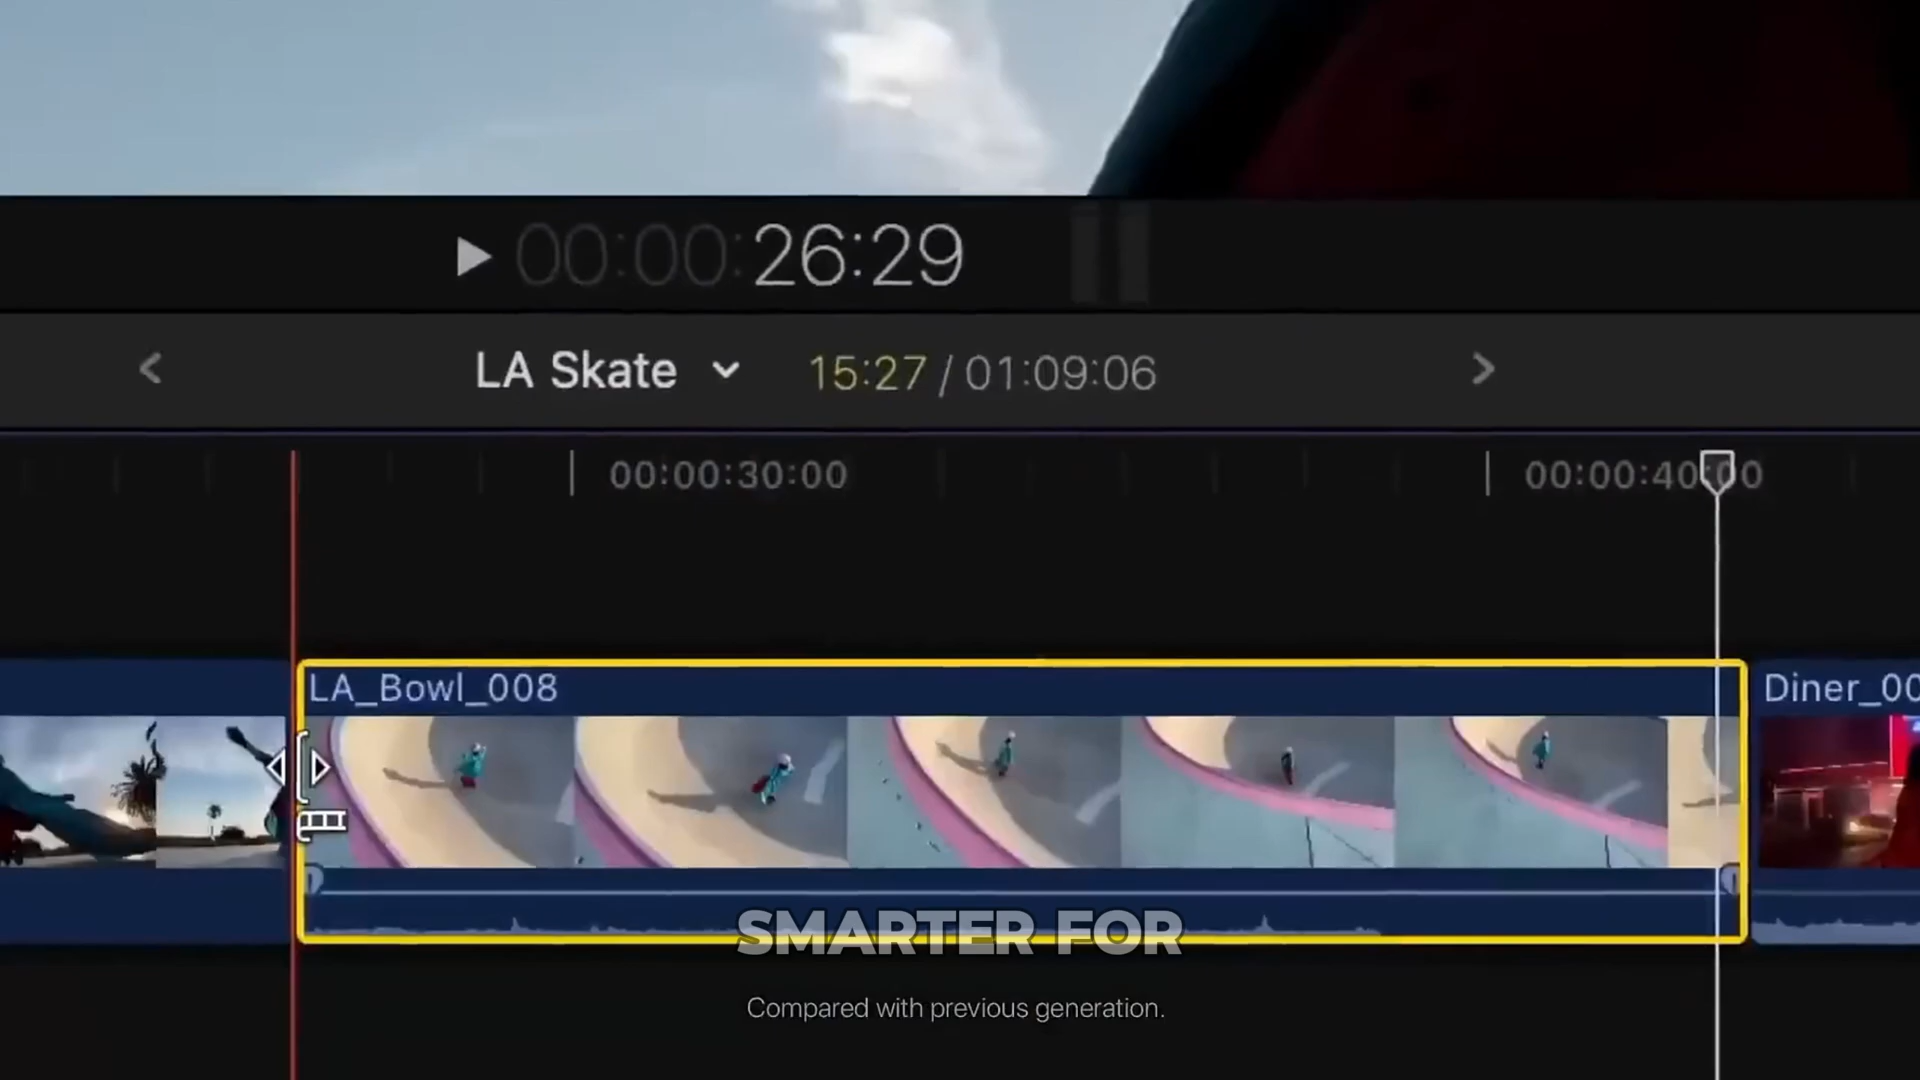 00:00:26:29
LA Skate 15:27 / 01:09:06
00:00:30:00 00:00:40:00
LA_Bowl_008 Diner_00
SMARTER FOR
Compared with previous generation.